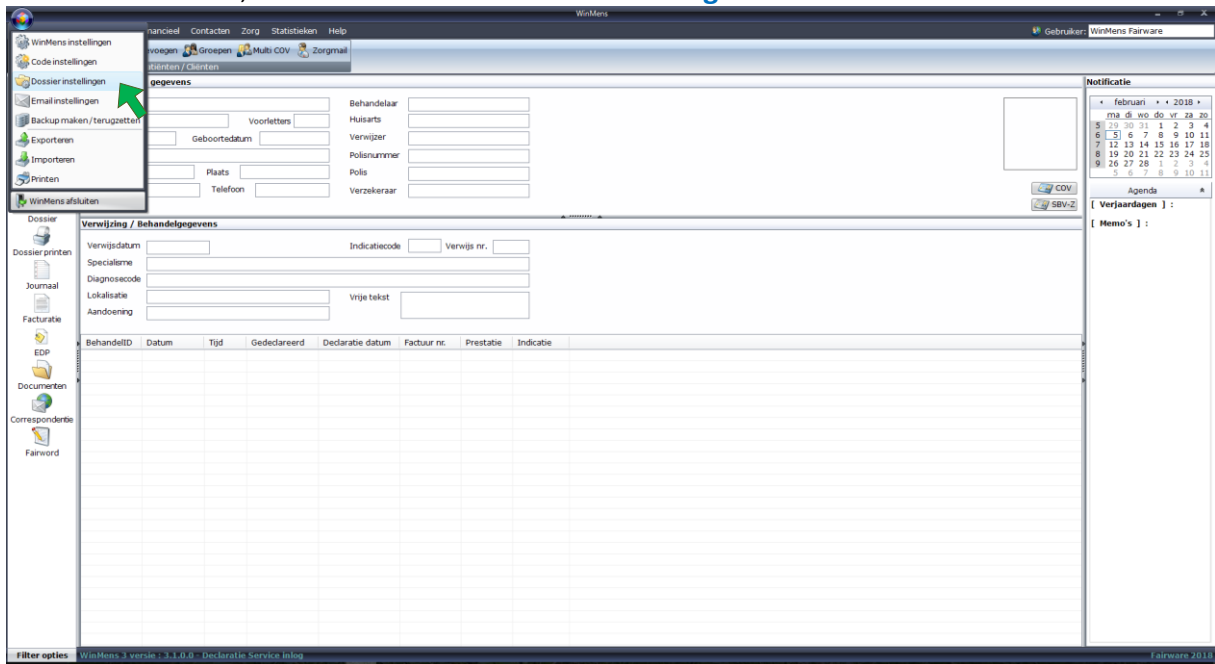 WinMens
nancieel Contacten Zorg Statistieken Help
Gebruiker: WinMens Fairware
voegen Groepen Multi COV Zorgmail
atiënten / Cliënten
WinMens instellingen
Code instellingen
Dossier instellingen
Email instellingen
Backup maken / terugzetten
Exporteren
Importeren
Printen
WinMens afsluiten
gegevens
Behandelaar
Voorletters
Huisarts
Geboortedatum
Verwijzer
Polisnummer
Plaats
Polis
Telefoon
Verzekeraar
COV
SBV-Z
Notificatie
februari 2018
ma di wo do vr za zo
5 29 30 31 1 2 3 4
6 5 6 7 8 9 10 11
7 12 13 14 15 16 17 18
8 19 20 21 22 23 24 25
9 26 27 28 1 2 3 4
5 6 7 8 9 10 11
Agenda
[ Verjaardagen ] :
[ Memo's ] :
Dossier
Dossier printen
Journaal
Facturatie
EDP
Documenten
Correspondentie
Fairword
Verwijzing / Behandelgegevens
Verwijsdatum
Indicatiecode
Verwijs nr.
Specialisme
Diagnosecode
Lokalisatie
Vrije tekst
Aandoening
BehandelID Datum Tijd Gedeclareerd Declaratie datum Factuur nr. Prestatie Indicatie
Filter opties
WinMens 3 versie : 3.1.0.0 - Declaratie Service inlog
Fairware 2018